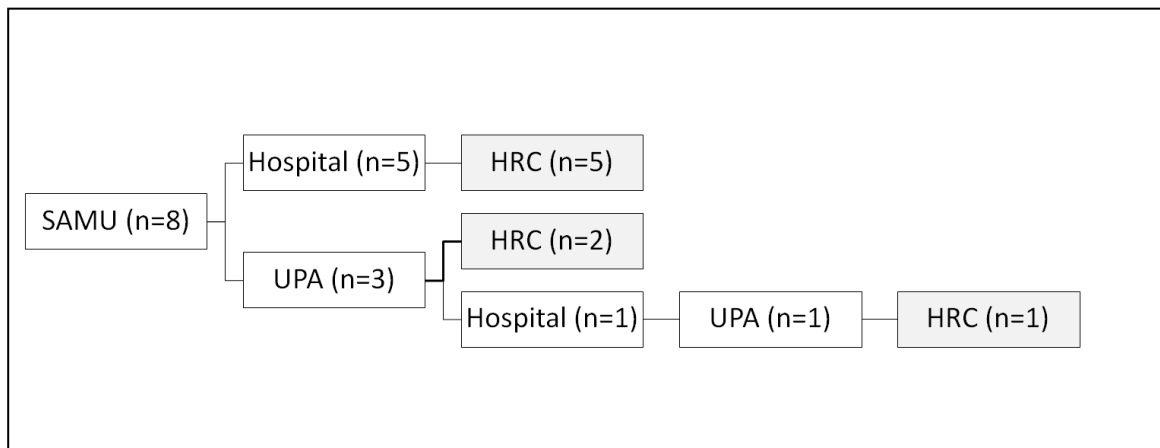 Hospital (n=5)
HRC (n=5)
SAMU (n=8)
HRC (n=2)
UPA (n=3)
Hospital (n=1)
UPA (n=1)
HRC (n=1)